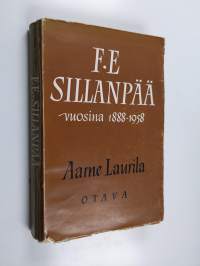 F. E
SILLANPÄÄ
vuosina 1888-1958
Aarne Laurila
OTAVA
F. E. SILLANPÄÄ